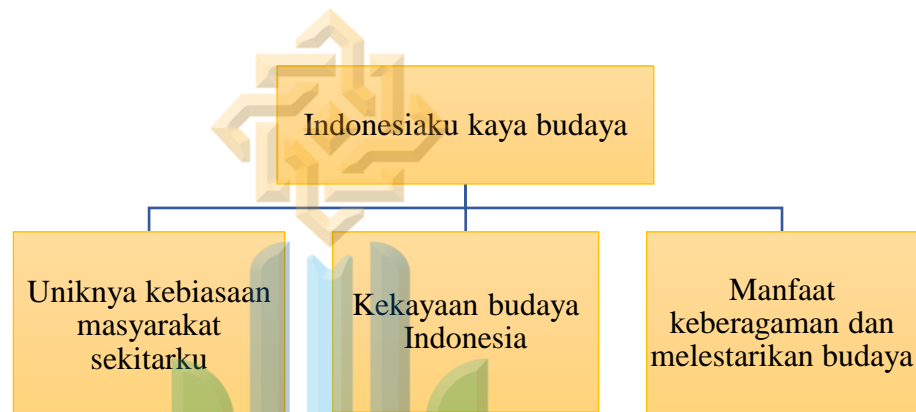 Indonesiaku kaya budaya
Uniknya kebiasaan
masyarakat
sekitarku
Kekayaan budaya
Indonesia
Manfaat
keberagaman dan
melestarikan budaya